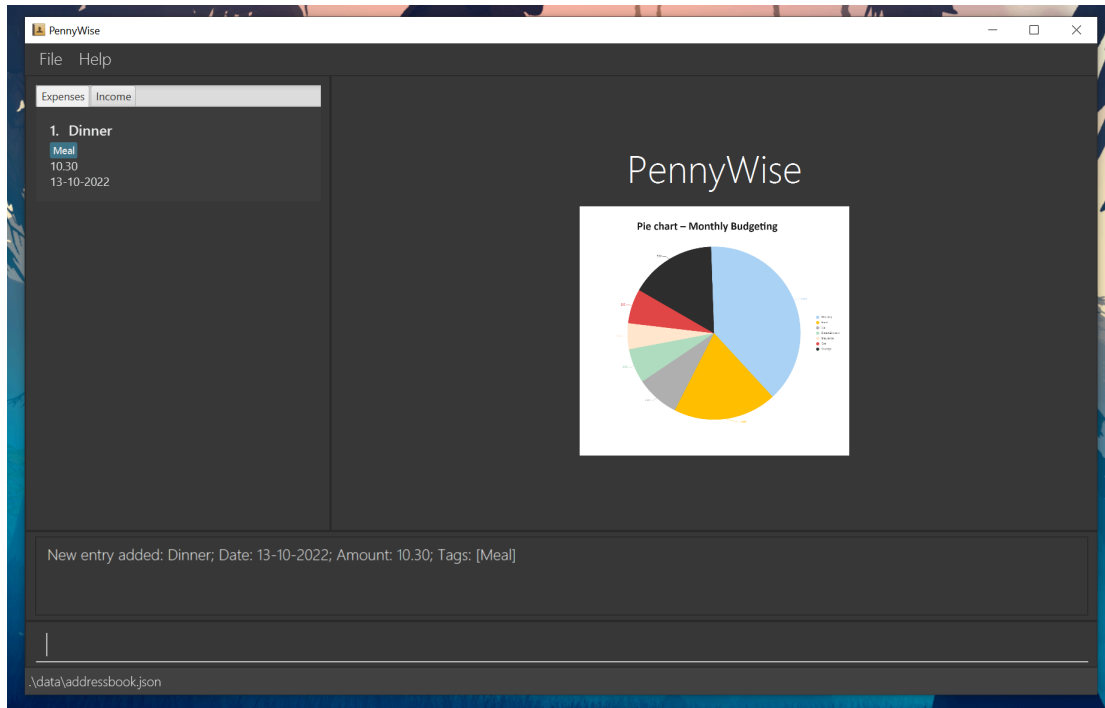 PennyWise
File Help
Expenses Income
1. Dinner
Meal
10.30
13-10-2022
PennyWise
Pie chart – Monthly Budgeting
New entry added: Dinner; Date: 13-10-2022; Amount: 10.30; Tags: [Meal]
.\data\addressbook.json